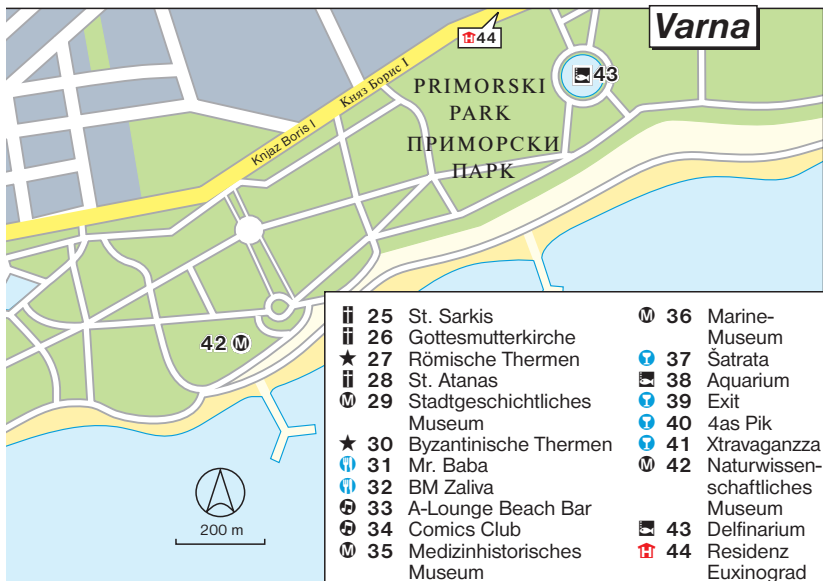 Varna
44
43
PRIMORSKI
PARK
ПРИМОРСКИ
ПАРК
Knjaz Boris I
Княз Борис I
42 M
200 m
25 St. Sarkis
26 Gottesmutterkirche
27 Römische Thermen
28 St. Atanas
M 29 Stadtgeschichtliches
Museum
30 Byzantinische Thermen
31 Mr. Baba
32 BM Zaliva
33 A-Lounge Beach Bar
34 Comics Club
M 35 Medizinhistorisches
Museum
M 36 Marine-
Museum
37 Šatrata
38 Aquarium
39 Exit
40 4as Pik
41 Xtravaganzza
M 42 Naturwissen-
schaftliches
Museum
43 Delfinarium
H 44 Residenz
Euxinograd